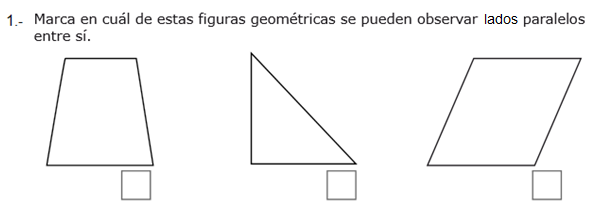 1.- Marca en cuál de estas figuras geométricas se pueden observar lados paralelos
entre sí.